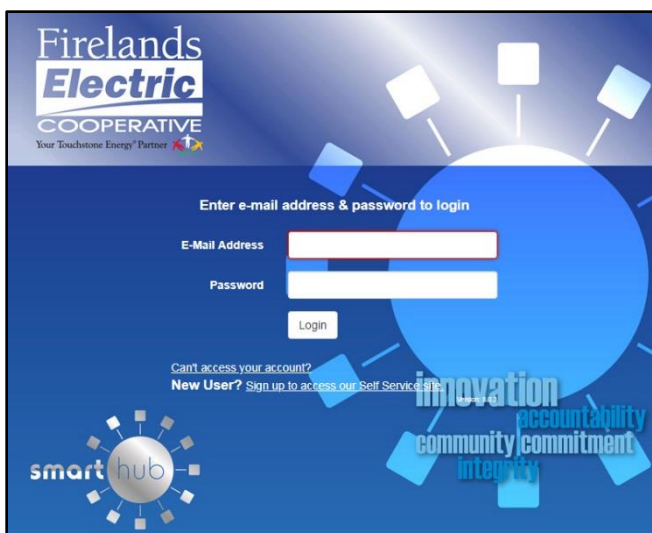 Firelands
Electric
COOPERATIVE
Your Touchstone Energy® Partner
Enter e-mail address & password to login
E-Mail Address
Password
Login
Can't access your account?
New User? Sign up to access our Self Service site.
innovation
accountability
community commitment
integrity
smart hub